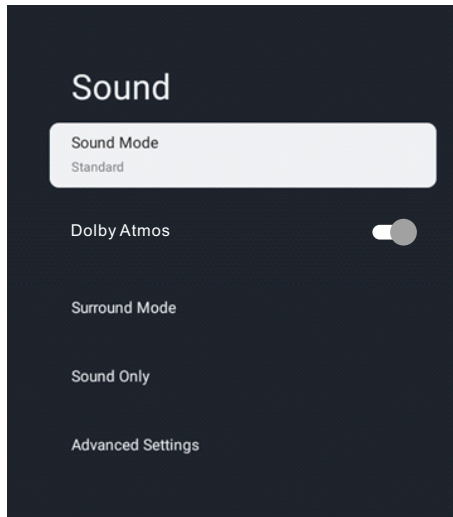 Sound
Sound Mode
Standard
Dolby Atmos
Surround Mode
Sound Only
Advanced Settings